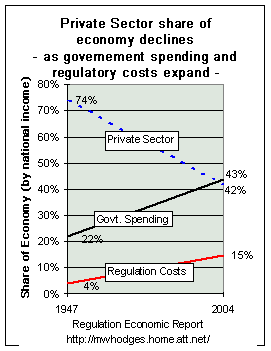 Private Sector share of
economy declines
- as governement spending and
regulatory costs expand -
Share of Economy (by national income)
80%
70%
60%
50%
40%
30%
20%
10%
0%
74%
Private Sector
43%
42%
Govt. Spending
22%
15%
Regulation Costs
4%
1947
2004
Regulation Economic Report
http://mwhodges.home.att.net/